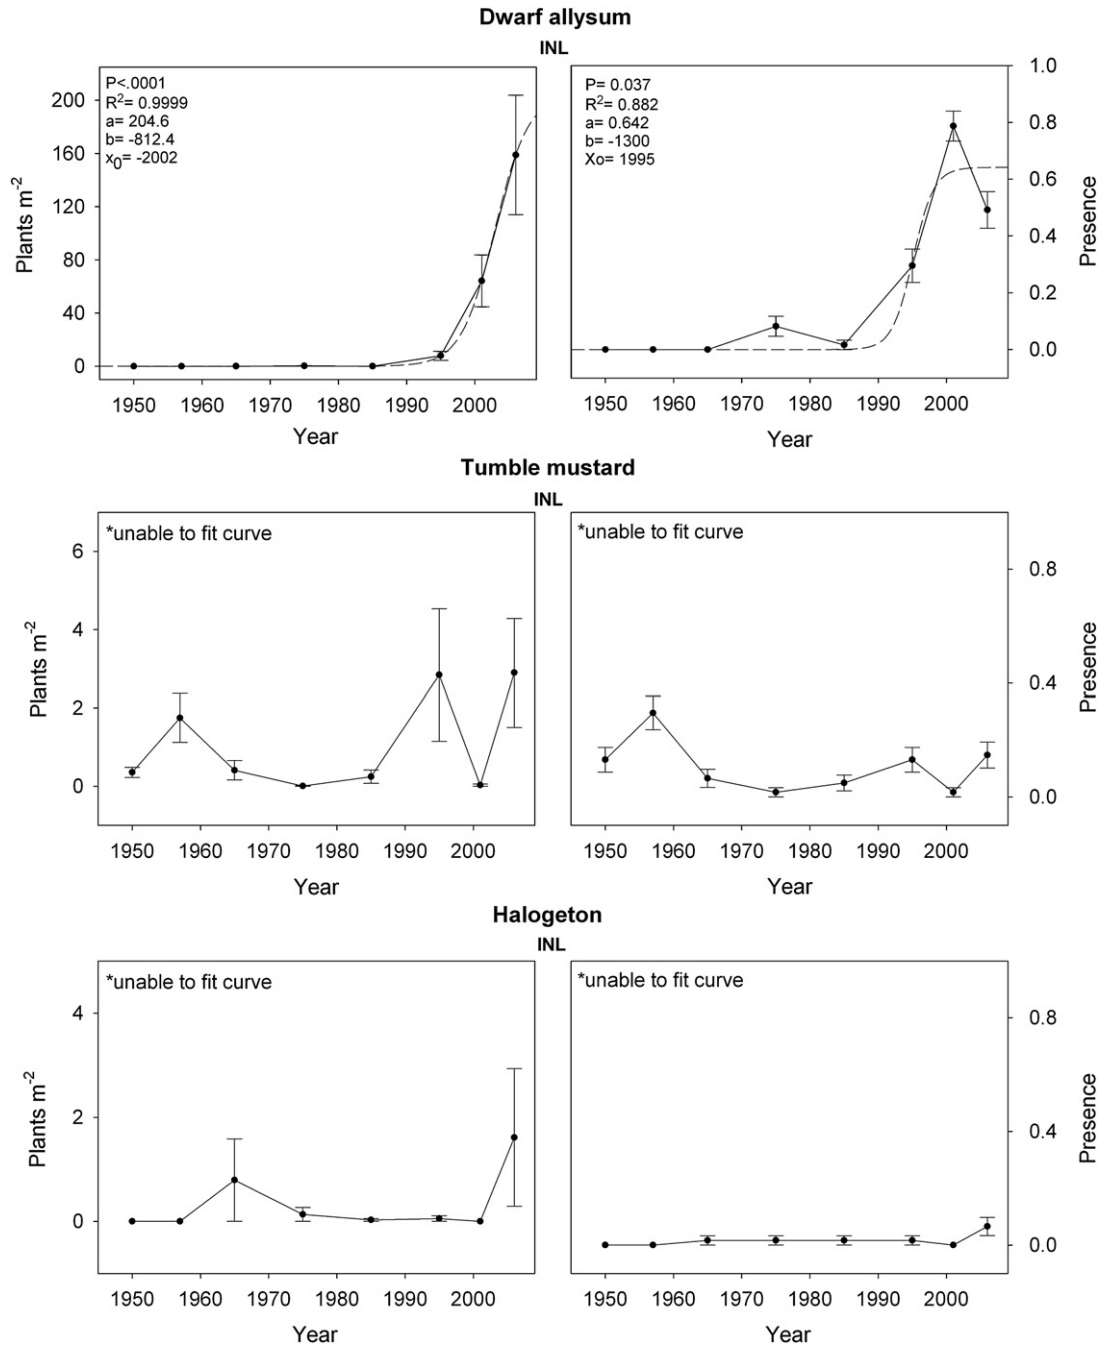 Dwarf allysum
INL
P<.0001
R²= 0.9999
a= 204.6
b= -812.4
x₀= -2002
200
160
120
80
40
0
Plants m⁻²
1950 1960 1970 1980 1990 2000
Year
P= 0.037
R²= 0.882
a= 0.642
b= -1300
Xo= 1995
1.0
0.8
0.6
0.4
0.2
0.0
Presence
1950 1960 1970 1980 1990 2000
Year
Tumble mustard
INL
*unable to fit curve
6
4
2
0
Plants m⁻²
1950 1960 1970 1980 1990 2000
Year
*unable to fit curve
0.8
0.4
0.0
Presence
1950 1960 1970 1980 1990 2000
Year
Halogeton
INL
*unable to fit curve
4
2
0
Plants m⁻²
1950 1960 1970 1980 1990 2000
Year
*unable to fit curve
0.8
0.4
0.0
Presence
1950 1960 1970 1980 1990 2000
Year